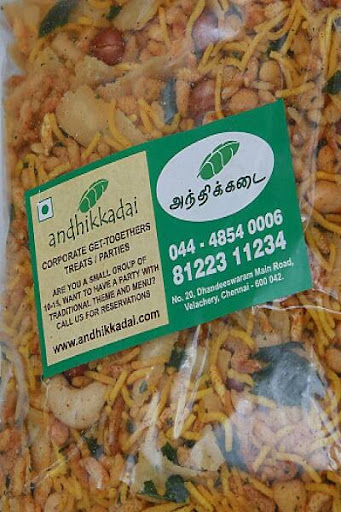 andhikkadai
CORPORATE GET-TOGETHERS
TREATS / PARTIES
ARE YOU A SMALL GROUP OF
10-15, WANT TO HAVE A PARTY WITH
TRADITIONAL THEME AND MENU?
CALL US FOR RESERVATIONS
www.andhikkadai.com
அந்திக்கடை
044 - 4854 0006
81223 11234
No. 20, Dhandeeswaram Main Road,
Velachery, Chennai - 600 042.